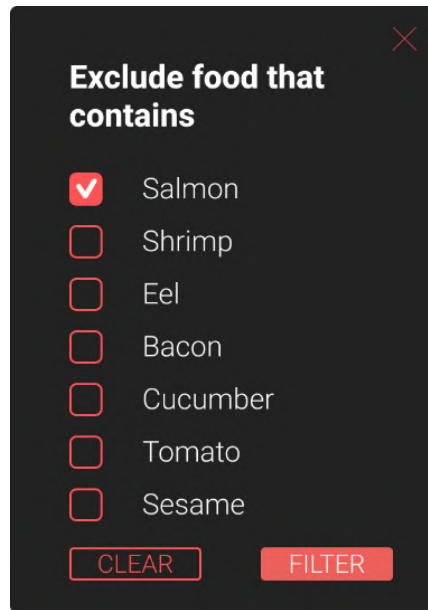 Exclude food that
contains
Salmon
Shrimp
Eel
Bacon
Cucumber
Tomato
Sesame
CLEAR FILTER